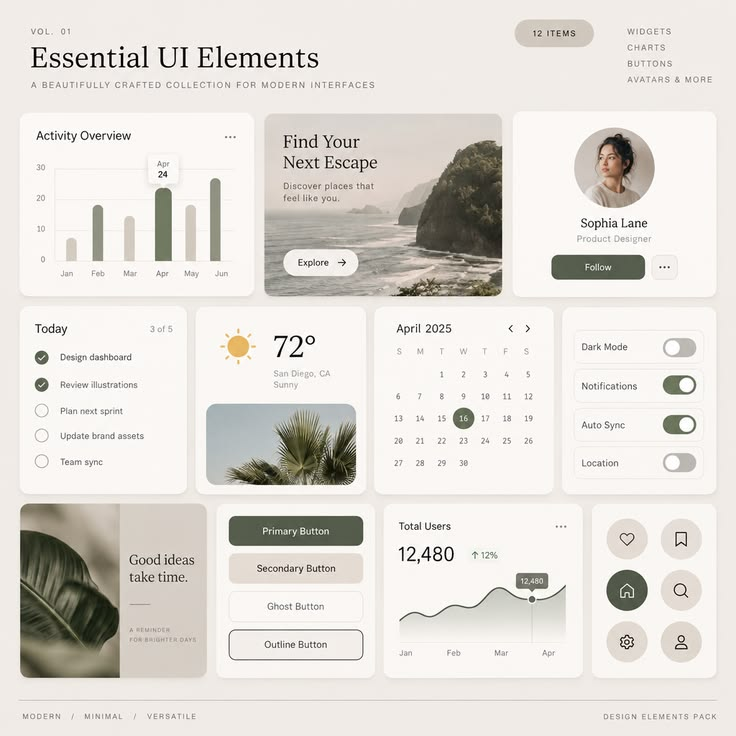 VOL. 01
Essential UI Elements
A BEAUTIFULLY CRAFTED COLLECTION FOR MODERN INTERFACES
12 ITEMS
WIDGETS
CHARTS
BUTTONS
AVATARS & MORE
Activity Overview
Apr
24
30
20
10
0
Jan Feb Mar Apr May Jun
Find Your
Next Escape
Discover places that
feel like you.
Explore →
Sophia Lane
Product Designer
Follow
Today 3 of 5
Design dashboard
Review illustrations
Plan next sprint
Update brand assets
Team sync
72°
San Diego, CA
Sunny
April 2025
S M T W T F S
1 2 3 4 5
6 7 8 9 10 11 12
13 14 15 16 17 18 19
20 21 22 23 24 25 26
27 28 29 30
Dark Mode
Notifications
Auto Sync
Location
Good ideas
take time.
A REMINDER
FOR BRIGHTER DAYS
Primary Button
Secondary Button
Ghost Button
Outline Button
Total Users
12,480 ↑ 12%
12,480
Jan Feb Mar Apr
MODERN / MINIMAL / VERSATILE
DESIGN ELEMENTS PACK